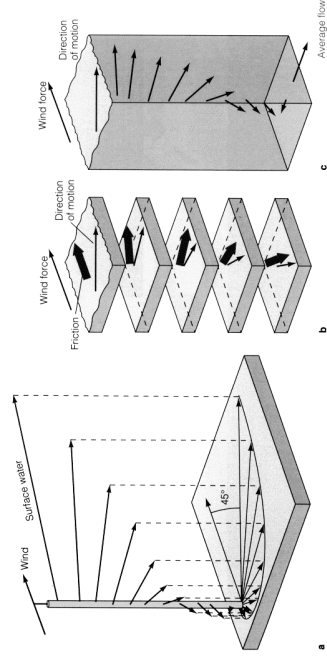 Wind
Surface water
45°
a
Wind force
Direction
of motion
Friction
b
Wind force
Direction
of motion
Average flow
c